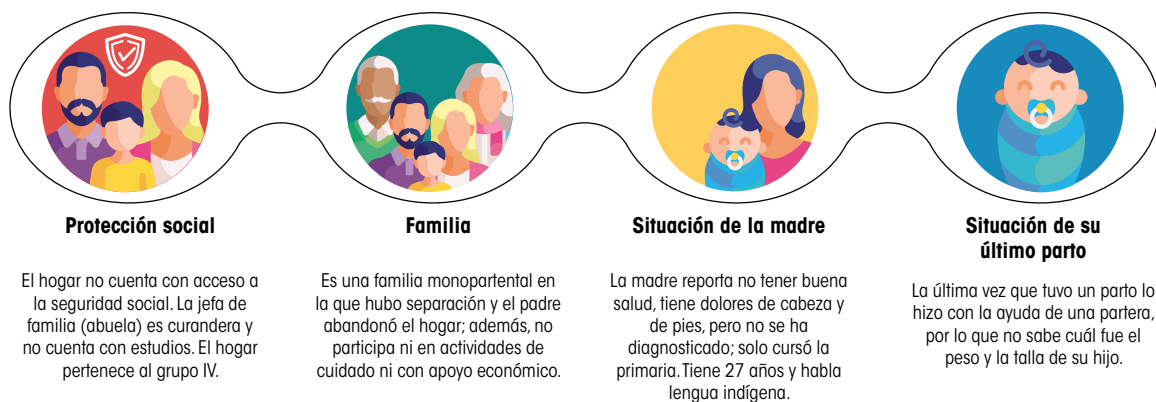 Protección social
El hogar no cuenta con acceso a
la seguridad social. La jefa de
familia (abuela) es curandera y
no cuenta con estudios. El hogar
pertenece al grupo IV.
Familia
Es una familia monopartental en
la que hubo separación y el padre
abandonó el hogar; además, no
participa ni en actividades de
cuidado ni con apoyo económico.
Situación de la madre
La madre reporta no tener buena
salud, tiene dolores de cabeza y
de pies, pero no se ha
diagnosticado; solo cursó la
primaria. Tiene 27 años y habla
lengua indígena.
Situación de su
último parto
La última vez que tuvo un parto lo
hizo con la ayuda de una partera,
por lo que no sabe cuál fue el
peso y la talla de su hijo.